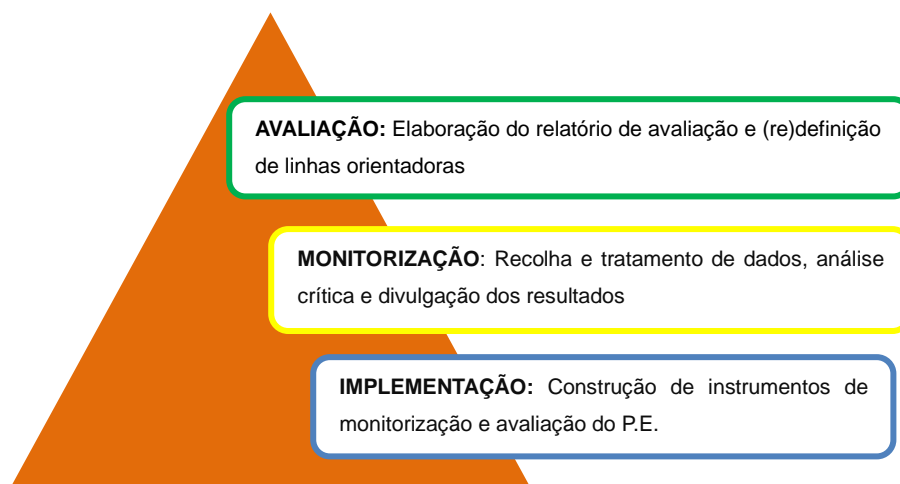 AVALIAÇÃO: Elaboração do relatório de avaliação e (re)definição
de linhas orientadoras
MONITORIZAÇÃO: Recolha e tratamento de dados, análise
crítica e divulgação dos resultados
IMPLEMENTAÇÃO: Construção de instrumentos de
monitorização e avaliação do P.E.